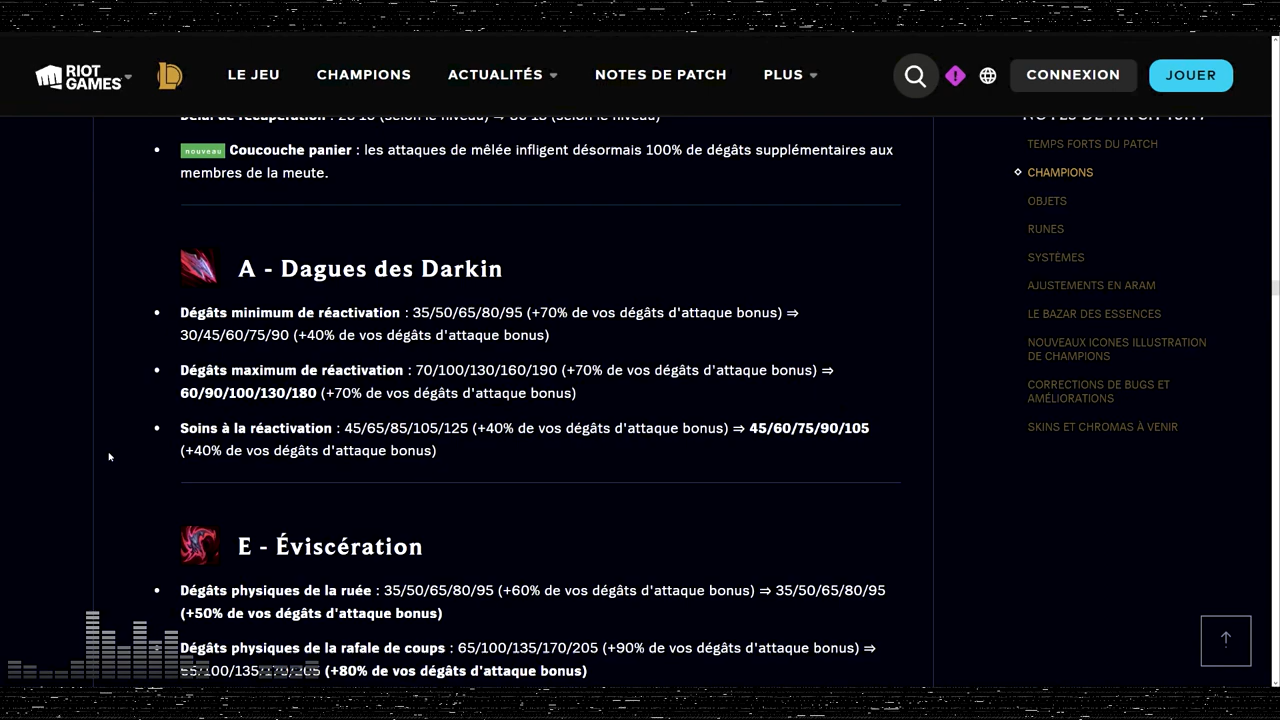 RIOT GAMES
LE JEU
CHAMPIONS
ACTUALITÉS
NOTES DE PATCH
PLUS
CONNEXION
JOUER
nouveau Coucouche panier : les attaques de mêlée infligent désormais 100% de dégâts supplémentaires aux
membres de la meute.
A - Dagues des Darkin
Dégâts minimum de réactivation : 35/50/65/80/95 (+70% de vos dégâts d'attaque bonus) ⇒
30/45/60/75/90 (+40% de vos dégâts d'attaque bonus)
Dégâts maximum de réactivation : 70/100/130/160/190 (+70% de vos dégâts d'attaque bonus) ⇒
60/90/100/130/180 (+70% de vos dégâts d'attaque bonus)
Soins à la réactivation : 45/65/85/105/125 (+40% de vos dégâts d'attaque bonus) ⇒ 45/60/75/90/105
(+40% de vos dégâts d'attaque bonus)
E - Éviscération
Dégâts physiques de la ruée : 35/50/65/80/95 (+60% de vos dégâts d'attaque bonus) ⇒ 35/50/65/80/95
(+50% de vos dégâts d'attaque bonus)
Dégâts physiques de la rafale de coups : 65/100/135/170/205 (+90% de vos dégâts d'attaque bonus) ⇒
65/100/135/170/205 (+80% de vos dégâts d'attaque bonus)
TEMPS FORTS DU PATCH
CHAMPIONS
OBJETS
RUNES
SYSTÈMES
AJUSTEMENTS EN ARAM
LE BAZAR DES ESSENCES
NOUVEAUX ICONES ILLUSTRATION
DE CHAMPIONS
CORRECTIONS DE BUGS ET
AMÉLIORATIONS
SKINS ET CHROMAS À VENIR